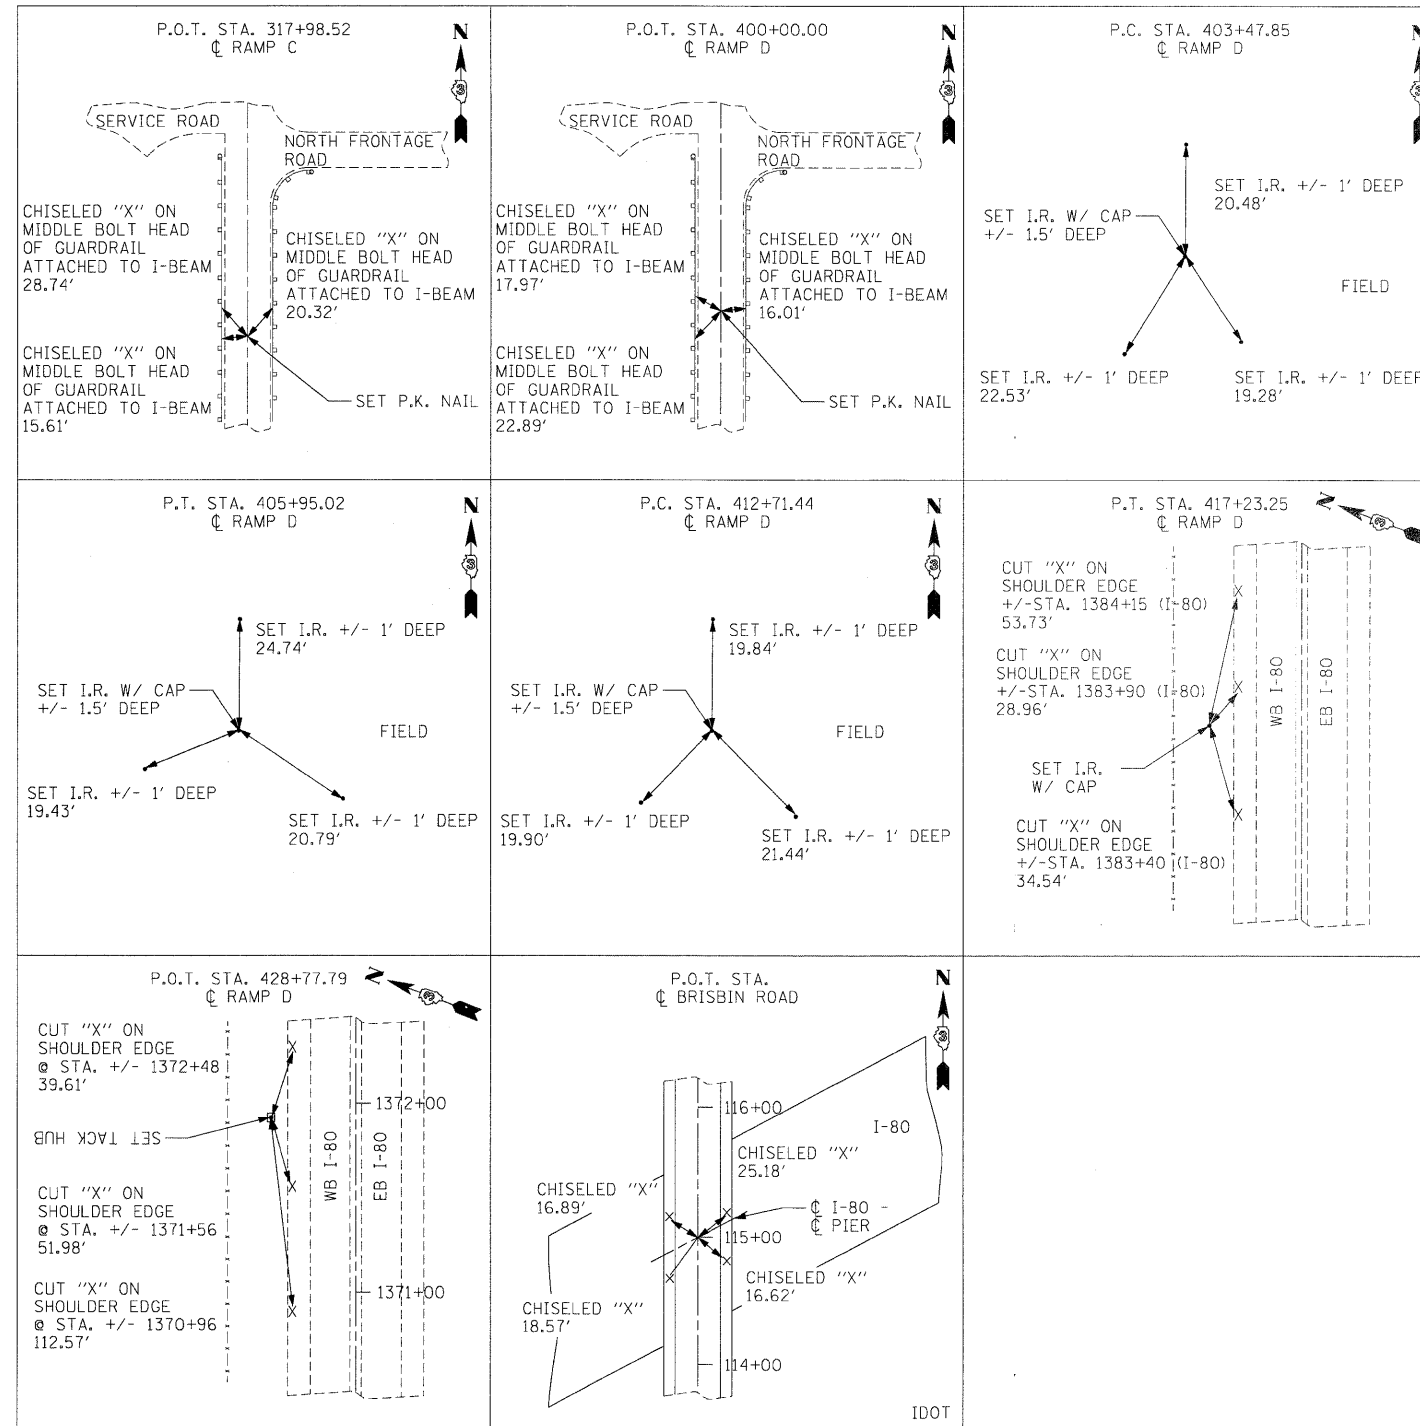 P.O.T. STA. 317+98.52
℄ RAMP C
N
3
SERVICE ROAD
NORTH FRONTAGE
ROAD
CHISELED "X" ON
MIDDLE BOLT HEAD
OF GUARDRAIL
ATTACHED TO I-BEAM
28.74'
CHISELED "X" ON
MIDDLE BOLT HEAD
OF GUARDRAIL
ATTACHED TO I-BEAM
20.32'
CHISELED "X" ON
MIDDLE BOLT HEAD
OF GUARDRAIL
ATTACHED TO I-BEAM
15.61'
SET P.K. NAIL
P.O.T. STA. 400+00.00
℄ RAMP D
N
3
SERVICE ROAD
NORTH FRONTAGE
ROAD
CHISELED "X" ON
MIDDLE BOLT HEAD
OF GUARDRAIL
ATTACHED TO I-BEAM
17.97'
CHISELED "X" ON
MIDDLE BOLT HEAD
OF GUARDRAIL
ATTACHED TO I-BEAM
16.01'
CHISELED "X" ON
MIDDLE BOLT HEAD
OF GUARDRAIL
ATTACHED TO I-BEAM
22.89'
SET P.K. NAIL
P.C. STA. 403+47.85
℄ RAMP D
N
3
SET I.R. +/- 1' DEEP
20.48'
SET I.R. W/ CAP
+/- 1.5' DEEP
FIELD
SET I.R. +/- 1' DEEP
22.53'
SET I.R. +/- 1' DEEP
19.28'
P.T. STA. 405+95.02
℄ RAMP D
N
3
SET I.R. +/- 1' DEEP
24.74'
SET I.R. W/ CAP
+/- 1.5' DEEP
FIELD
SET I.R. +/- 1' DEEP
19.43'
SET I.R. +/- 1' DEEP
20.79'
P.C. STA. 412+71.44
℄ RAMP D
N
3
SET I.R. +/- 1' DEEP
19.84'
SET I.R. W/ CAP
+/- 1.5' DEEP
FIELD
SET I.R. +/- 1' DEEP
19.90'
SET I.R. +/- 1' DEEP
21.44'
P.T. STA. 417+23.25
℄ RAMP D
N
3
CUT "X" ON
SHOULDER EDGE
+/-STA. 1384+15 (I-80)
53.73'
CUT "X" ON
SHOULDER EDGE
+/-STA. 1383+90 (I-80)
28.96'
WB I-80
EB I-80
SET I.R.
W/ CAP
CUT "X" ON
SHOULDER EDGE
+/-STA. 1383+40 (I-80)
34.54'
P.O.T. STA. 428+77.79
℄ RAMP D
N
3
CUT "X" ON
SHOULDER EDGE
@ STA. +/- 1372+48
39.61'
1372+00
SET TACK HUB
WB I-80
EB I-80
CUT "X" ON
SHOULDER EDGE
@ STA. +/- 1371+56
51.98'
CUT "X" ON
SHOULDER EDGE
@ STA. +/- 1370+96
112.57'
1371+00
P.O.T. STA.
℄ BRISBIN ROAD
N
3
116+00
I-80
CHISELED "X"
25.18'
CHISELED "X"
16.89'
℄ I-80 -
℄ PIER
115+00
CHISELED "X"
16.62'
CHISELED "X"
18.57'
114+00
IDOT